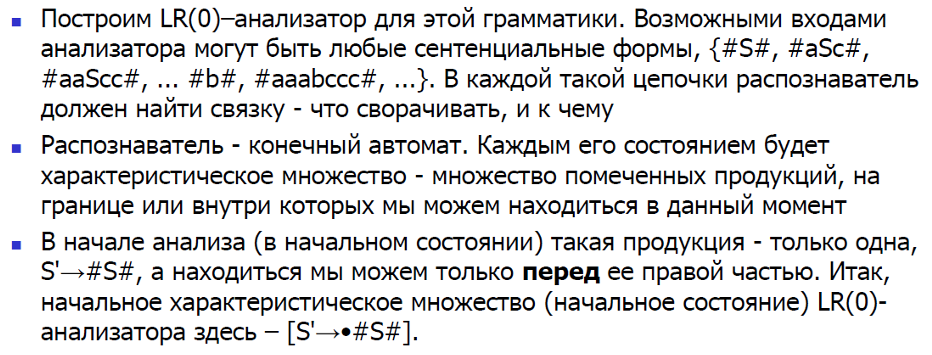 Построим LR(0)–анализатор для этой грамматики. Возможными входами
анализатора могут быть любые сентенциальные формы, {#S#, #aSc#,
#aaScc#, ... #b#, #aaabccc#, ...}. В каждой такой цепочки распознаватель
должен найти связку - что сворачивать, и к чему
Распознаватель - конечный автомат. Каждым его состоянием будет
характеристическое множество - множество помеченных продукций, на
границе или внутри которых мы можем находиться в данный момент
В начале анализа (в начальном состоянии) такая продукция - только одна,
S'→#S#, а находиться мы можем только перед ее правой частью. Итак,
начальное характеристическое множество (начальное состояние) LR(0)-
анализатора здесь – [S'→•#S#].